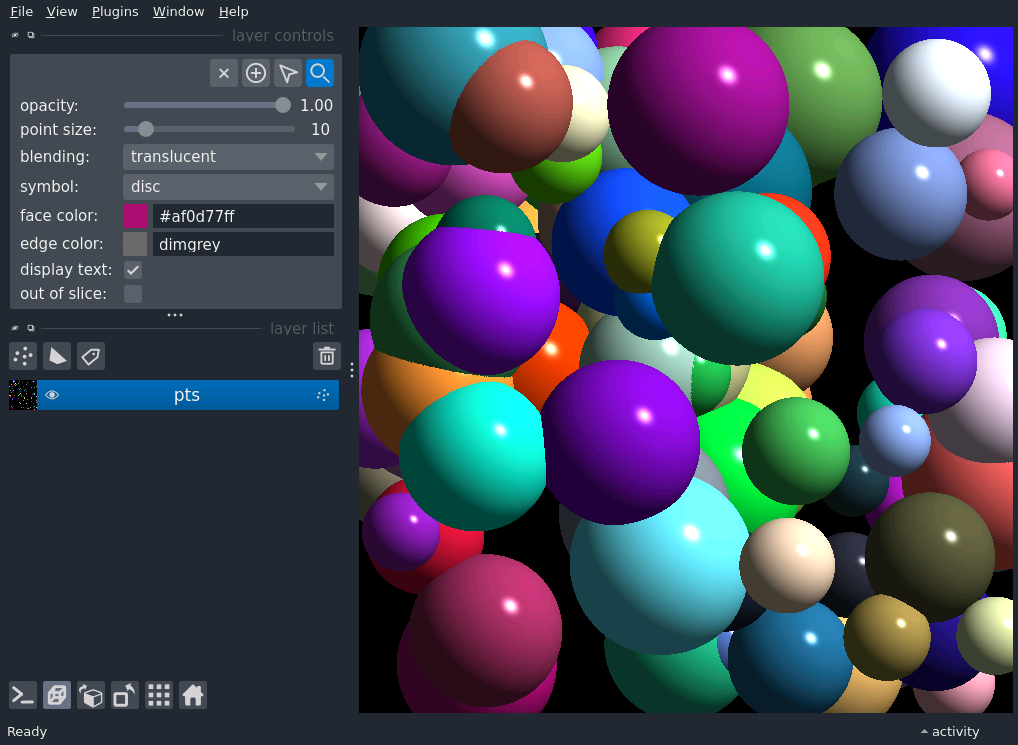 File View Plugins Window Help
layer controls
opacity: 1.00
point size: 10
blending: translucent
symbol: disc
face color: #af0d77ff
edge color: dimgrey
display text:
out of slice:
layer list
pts
Ready
activity